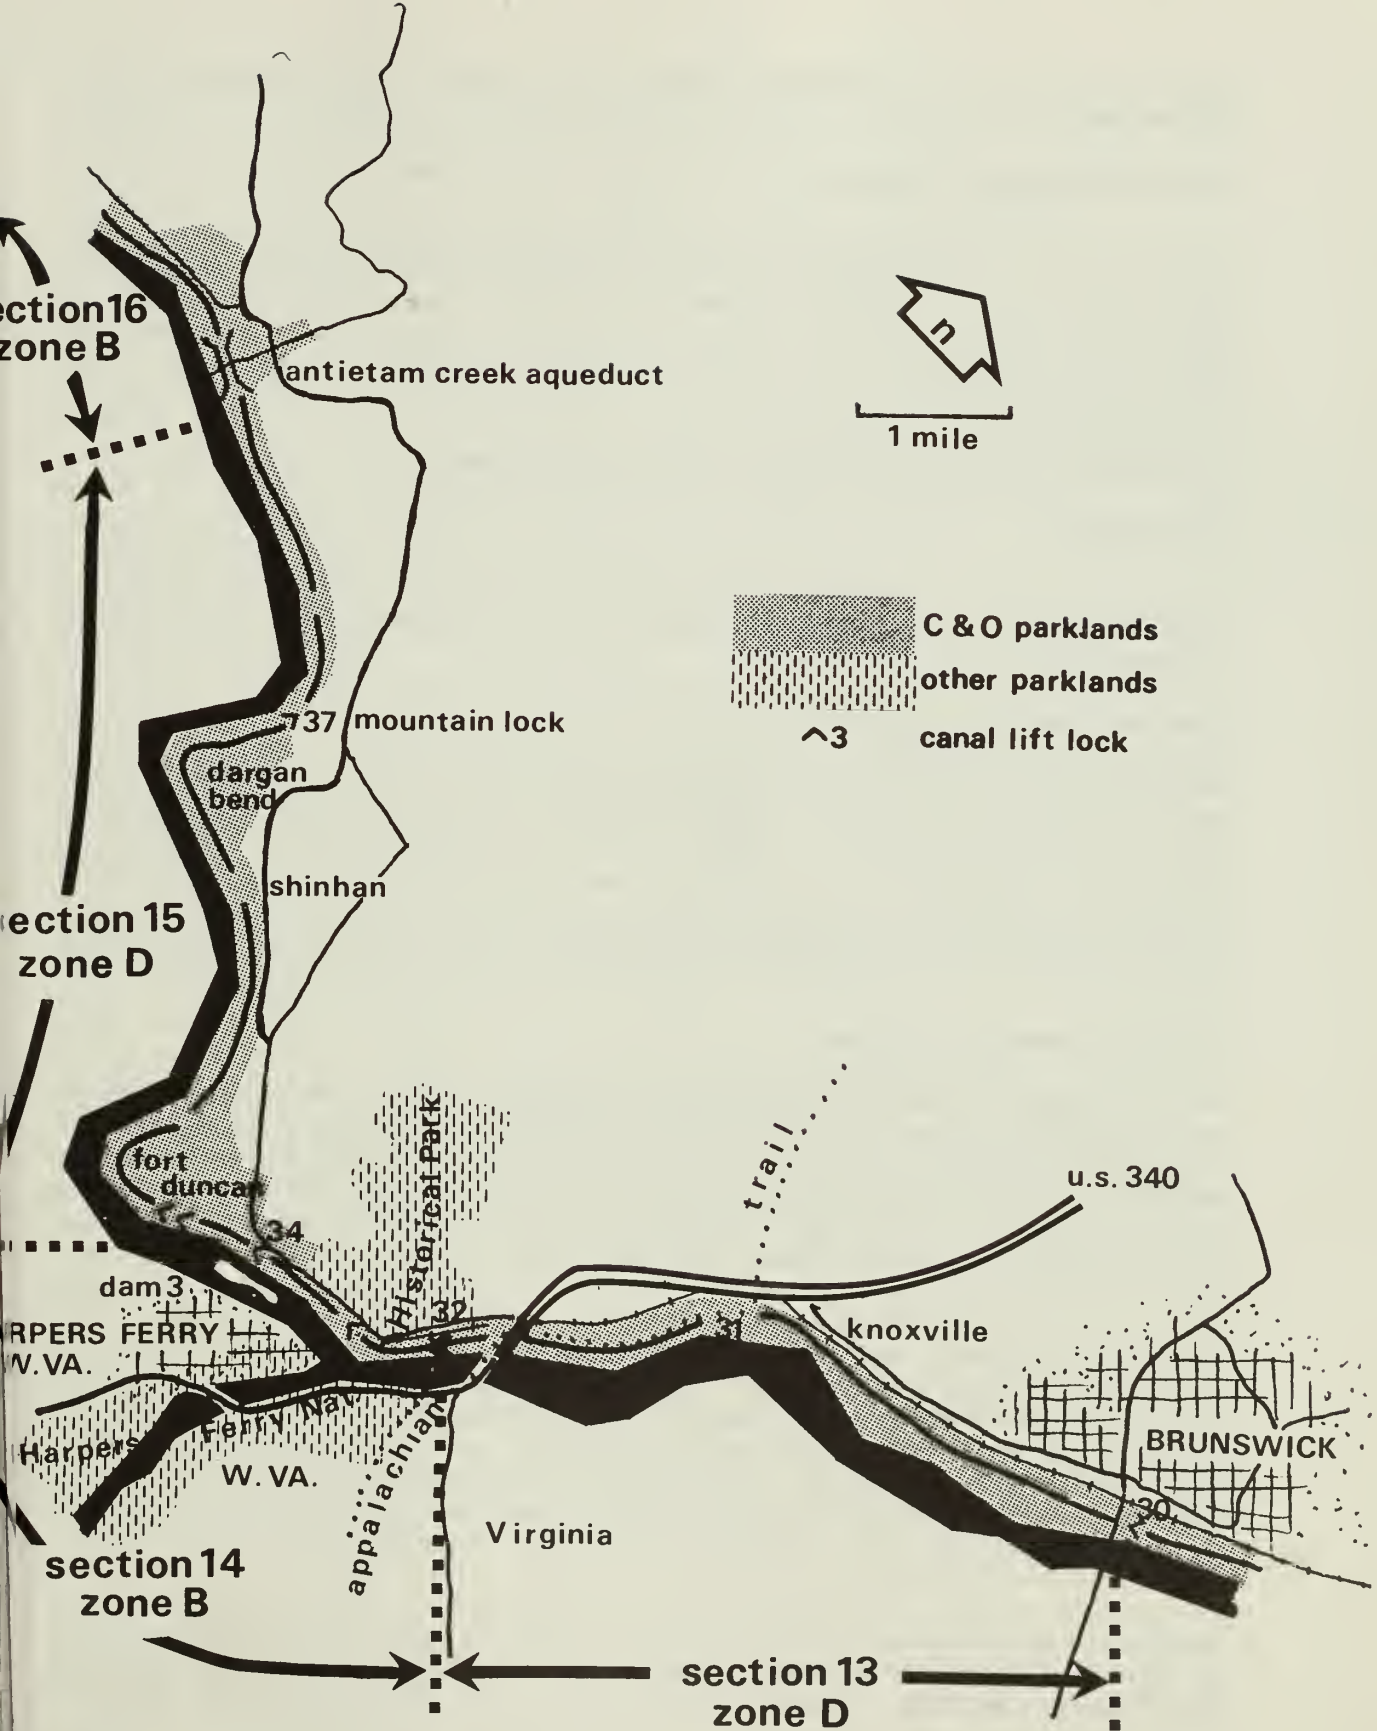 ection 16
zone B
antietam creek aqueduct
n
1 mile
C & O parklands
other parklands
^3 canal lift lock
37 mountain lock
dargan
bend
shinhan
ection 15
zone D
fort
duncan
34
Historical Park
trail
u.s. 340
dam 3
32
31
knoxville
RPERS FERRY
W.VA.
Harpers Ferry Nat
W. VA.
appalachian
Virginia
BRUNSWICK
30
section 14
zone B
section 13
zone D